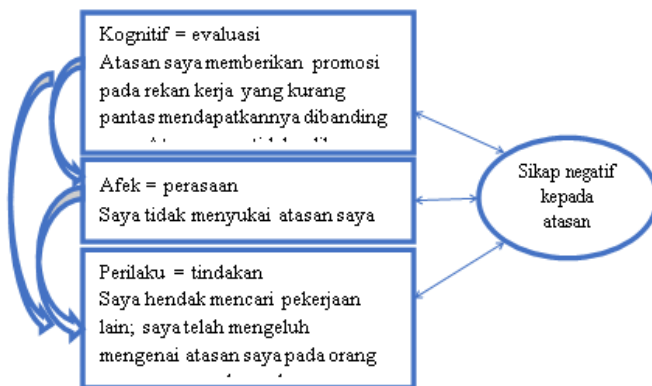 Kognitif = evaluasi
Atasan saya memberikan promosi
pada rekan kerja yang kurang
pantas mendapatkannya dibanding
Afek = perasaan
Saya tidak menyukai atasan saya
Perilaku = tindakan
Saya hendak mencari pekerjaan
lain; saya telah mengeluh
mengenai atasan saya pada orang
Sikap negatif
kepada
atasan